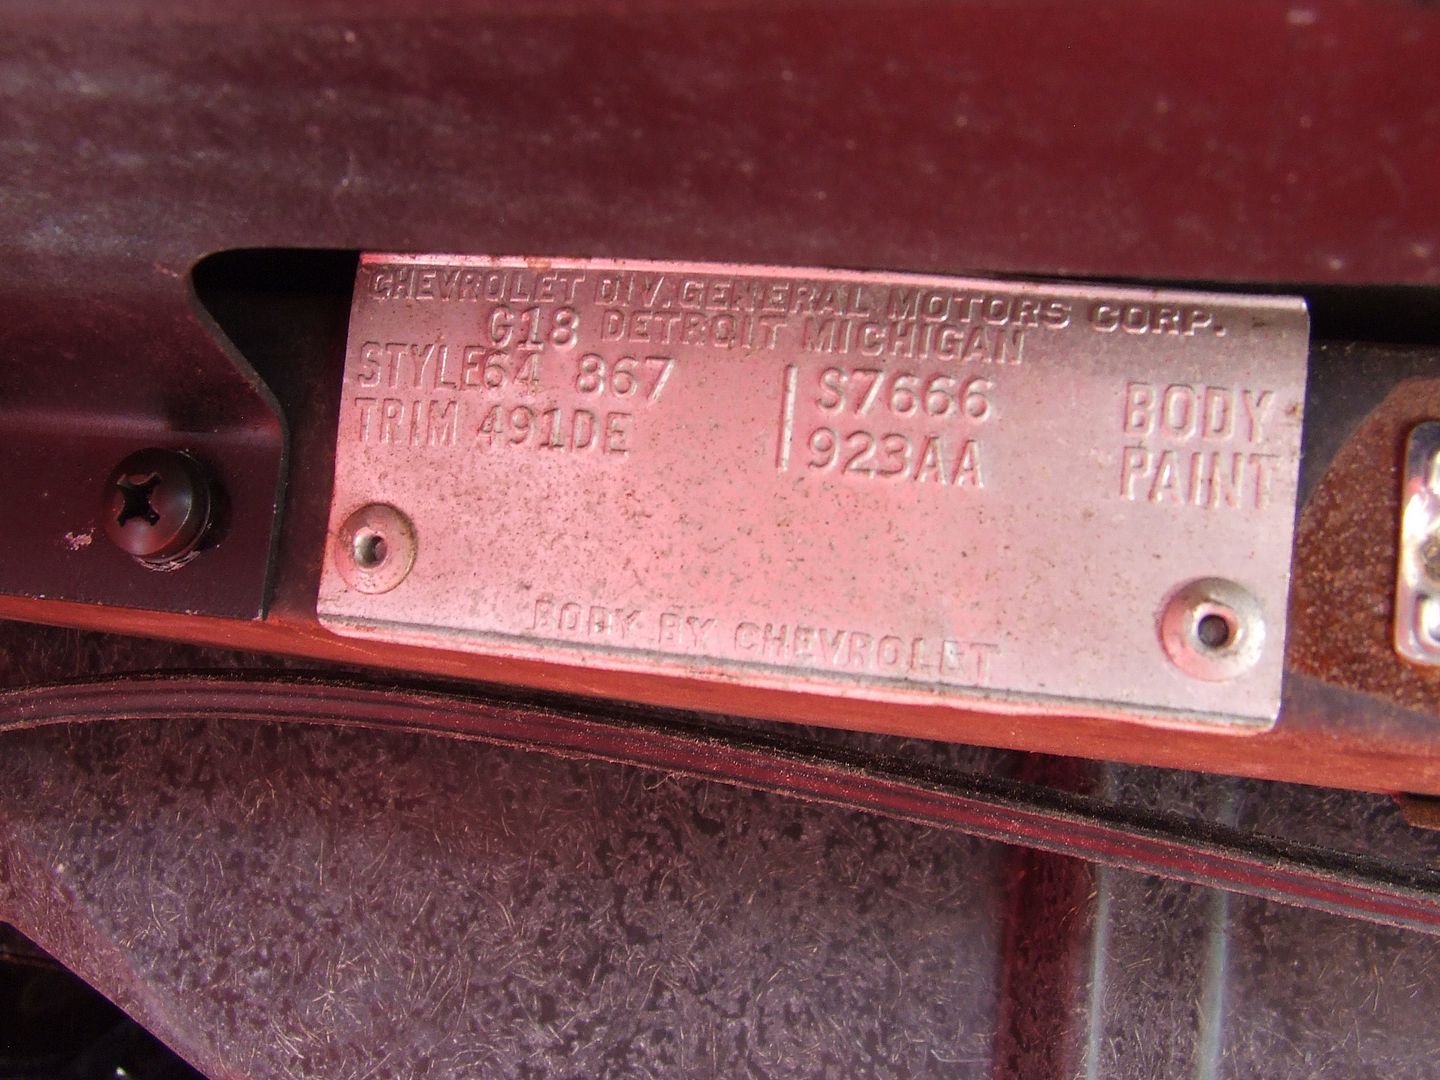 CHEVROLET DIV. GENERAL MOTORS CORP.
G18 DETROIT MICHIGAN
STYLE64 867 S7666 BODY
TRIM 491DE 923AA PAINT
BODY BY CHEVROLET